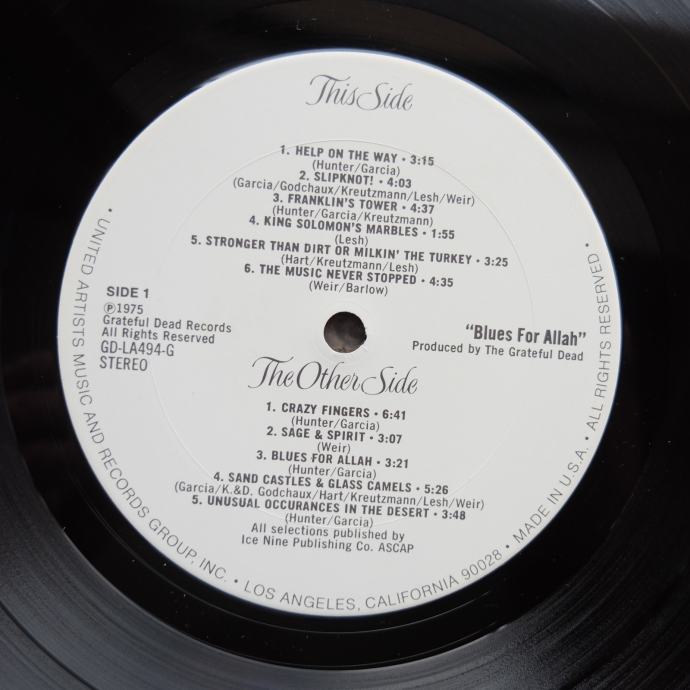 This Side
1. HELP ON THE WAY • 3:15
(Hunter/Garcia)
2. SLIPKNOT! • 4:03
(Garcia/Godchaux/Kreutzmann/Lesh/Weir)
3. FRANKLIN'S TOWER • 4:37
(Hunter/Garcia/Kreutzmann)
4. KING SOLOMON'S MARBLES • 1:55
(Lesh)
5. STRONGER THAN DIRT OR MILKIN' THE TURKEY • 3:25
(Hart/Kreutzmann/Lesh)
6. THE MUSIC NEVER STOPPED • 4:35
(Weir/Barlow)
SIDE 1
℗1975
Grateful Dead Records
All Rights Reserved
GD-LA494-G
STEREO
"Blues For Allah"
Produced by The Grateful Dead
The Other Side
1. CRAZY FINGERS • 6:41
(Hunter/Garcia)
2. SAGE & SPIRIT • 3:07
(Weir)
3. BLUES FOR ALLAH • 3:21
(Hunter/Garcia)
4. SAND CASTLES & GLASS CAMELS • 5:26
(Garcia/K.&D. Godchaux/Hart/Kreutzmann/Lesh/Weir)
5. UNUSUAL OCCURANCES IN THE DESERT • 3:48
(Hunter/Garcia)
All selections published by
Ice Nine Publishing Co. ASCAP
• UNITED ARTISTS MUSIC AND RECORDS GROUP, INC. • LOS ANGELES, CALIFORNIA 90028 • MADE IN U.S.A. • ALL RIGHTS RESERVED •